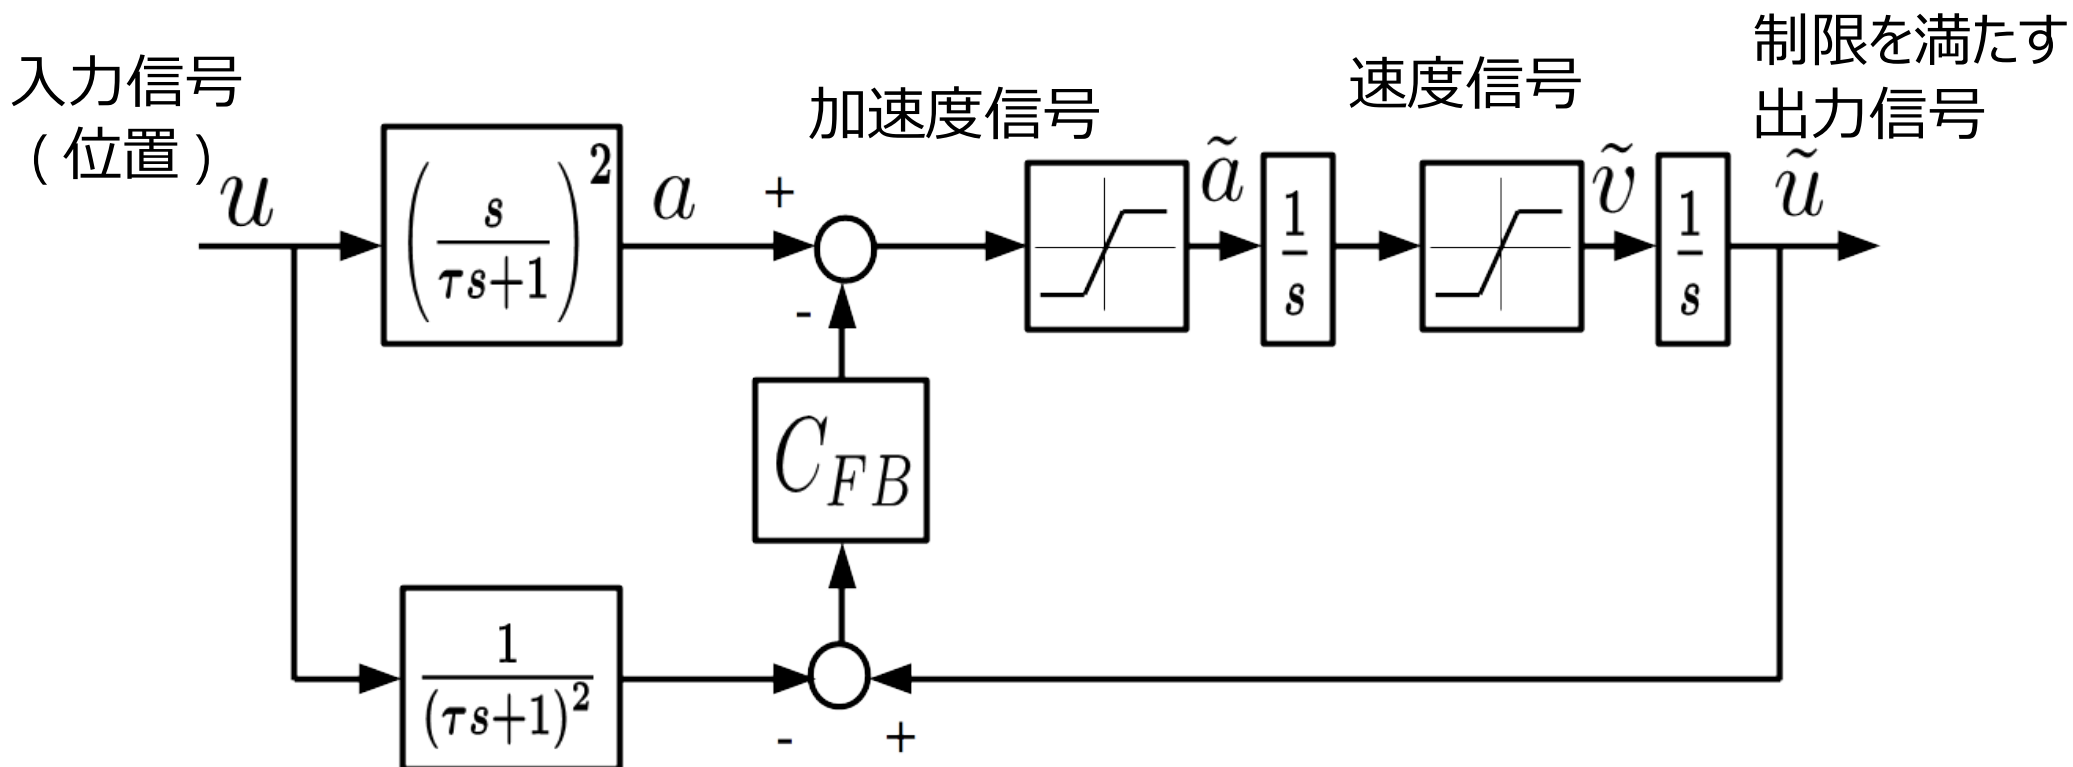 入力信号
(位置)
u
(s/(τs+1))²
a
+
-
加速度信号
ã
1/s
速度信号
ṽ
1/s
制限を満たす
出力信号
ũ
C_FB
1/(τs+1)²
-
+